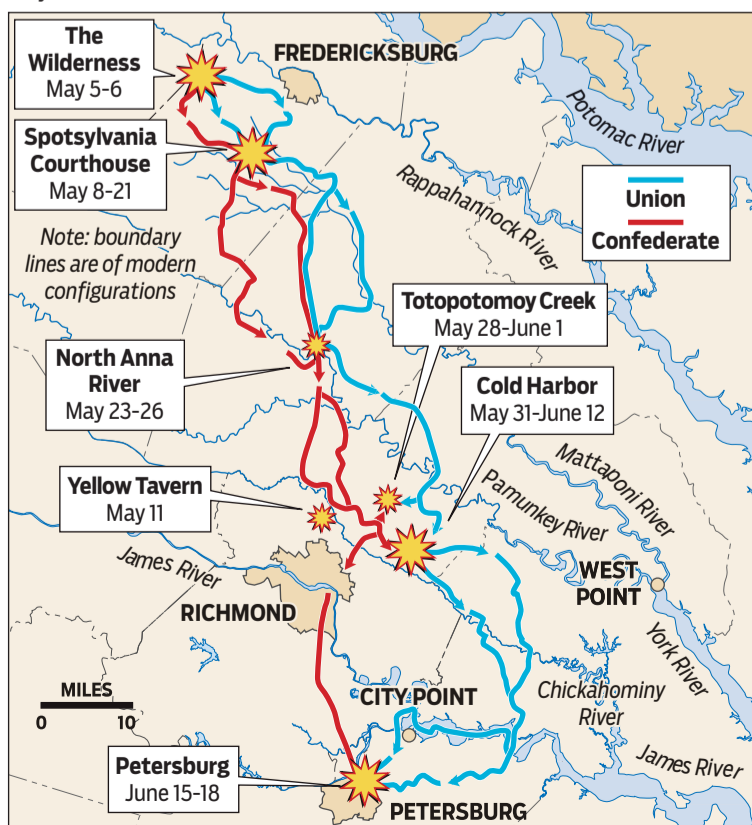 The
Wilderness
May 5-6
FREDERICKSBURG
Potomac River
Spotsylvania
Courthouse
May 8-21
Rappahannock River
Union
Confederate
Note: boundary
lines are of modern
configurations
Totopotomoy Creek
May 28-June 1
North Anna
River
May 23-26
Cold Harbor
May 31-June 12
Mattaponi River
Yellow Tavern
May 11
Pamunkey River
James River
WEST
POINT
RICHMOND
York River
MILES
0 10
CITY POINT
Chickahominy
River
James River
Petersburg
June 15-18
PETERSBURG